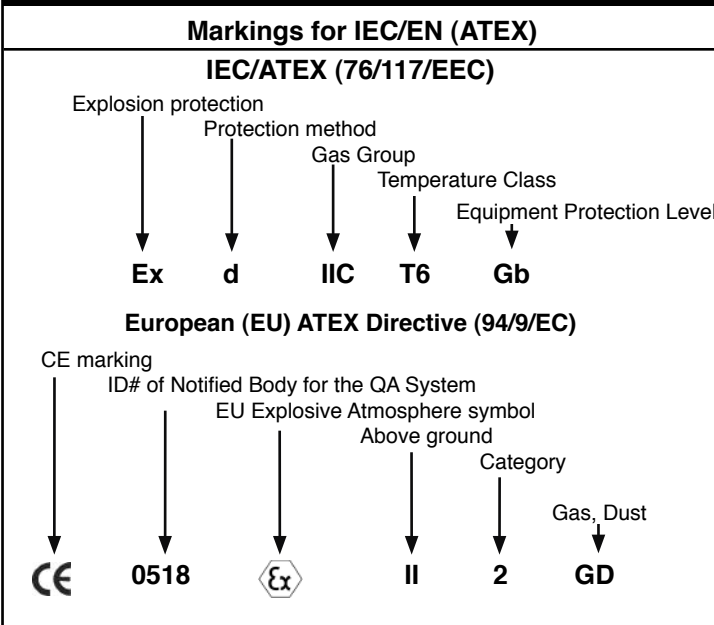 Markings for IEC/EN (ATEX)
IEC/ATEX (76/117/EEC)
Explosion protection
Protection method
Gas Group
Temperature Class
Equipment Protection Level
Ex d IIC T6 Gb
European (EU) ATEX Directive (94/9/EC)
CE marking
ID# of Notified Body for the QA System
EU Explosive Atmosphere symbol
Above ground
Category
Gas, Dust
CE 0518 Ex II 2 GD